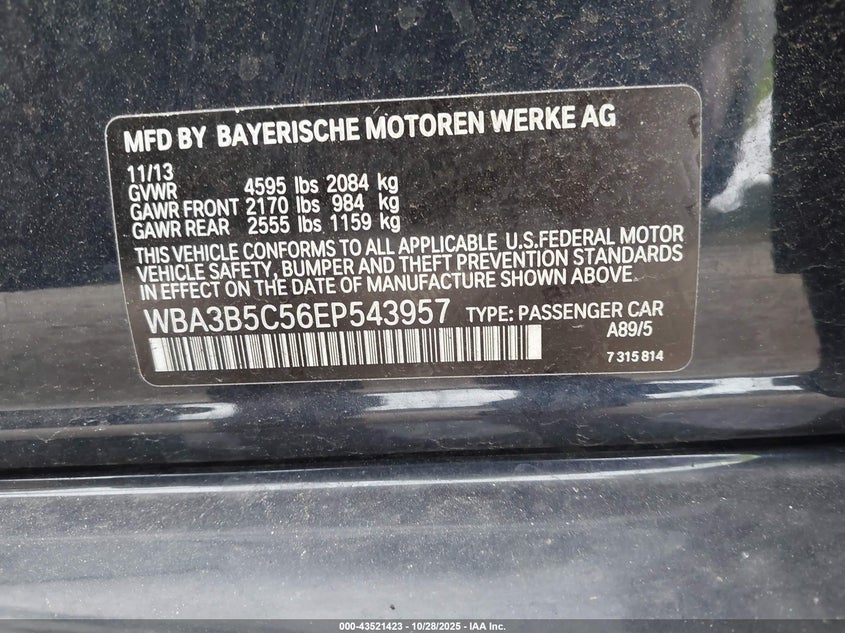 MFD BY BAYERISCHE MOTOREN WERKE AG
11/13
GVWR 4595 lbs 2084 kg
GAWR FRONT 2170 lbs 984 kg
GAWR REAR 2555 lbs 1159 kg
THIS VEHICLE CONFORMS TO ALL APPLICABLE U.S.FEDERAL MOTOR
VEHICLE SAFETY, BUMPER AND THEFT PREVENTION STANDARDS
IN EFFECT ON THE DATE OF MANUFACTURE SHOWN ABOVE.
WBA3B5C56EP543957 TYPE: PASSENGER CAR
A89/5
7 315 814
000-43521423 - 10/28/2025 - IAA Inc.